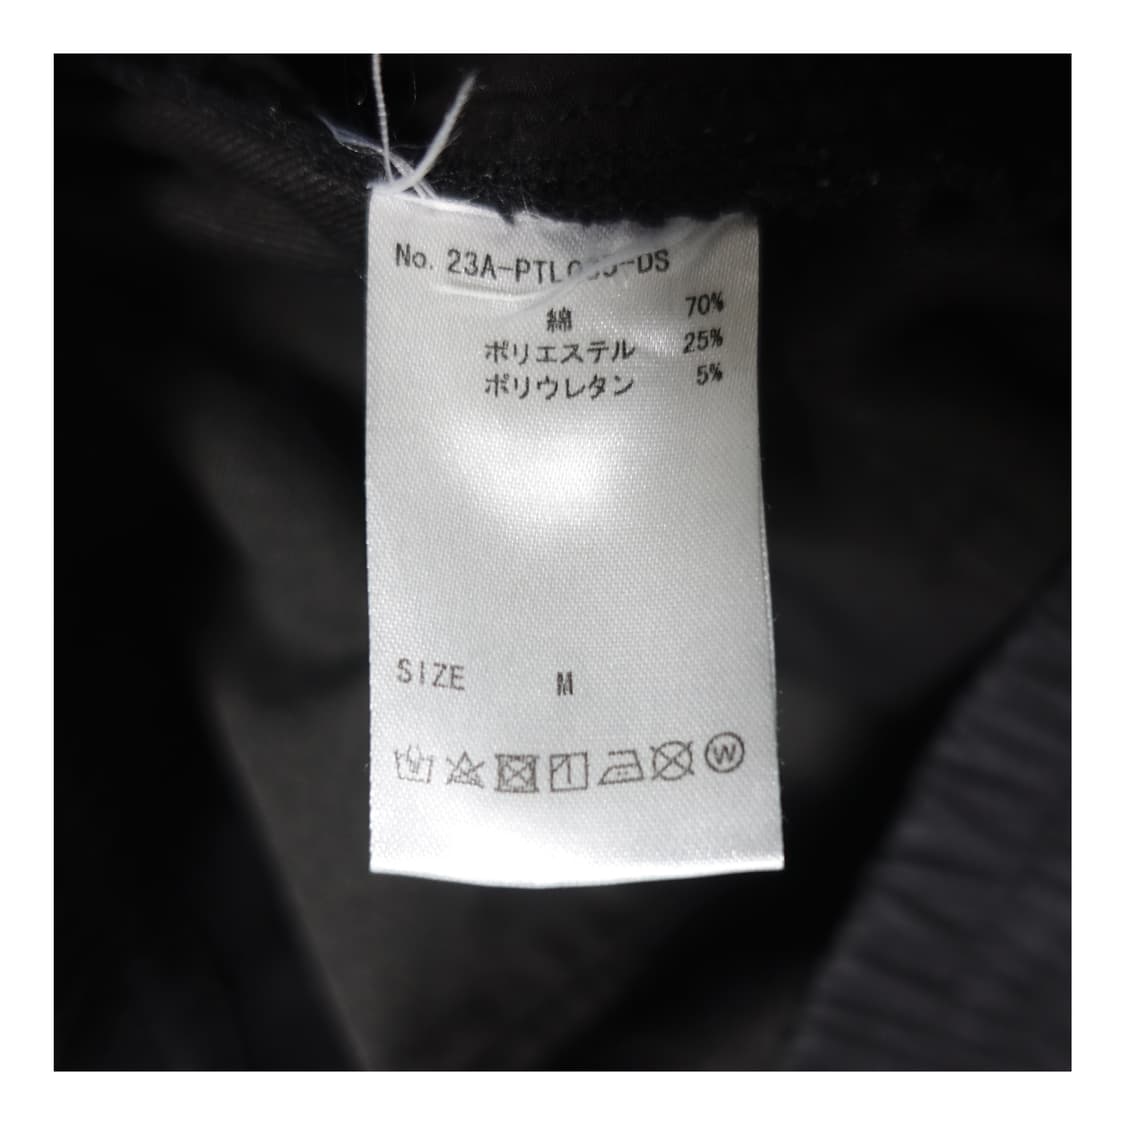 No.
綿 70%
ポリエステル 25%
ポリウレタン 5%
SIZE M
W